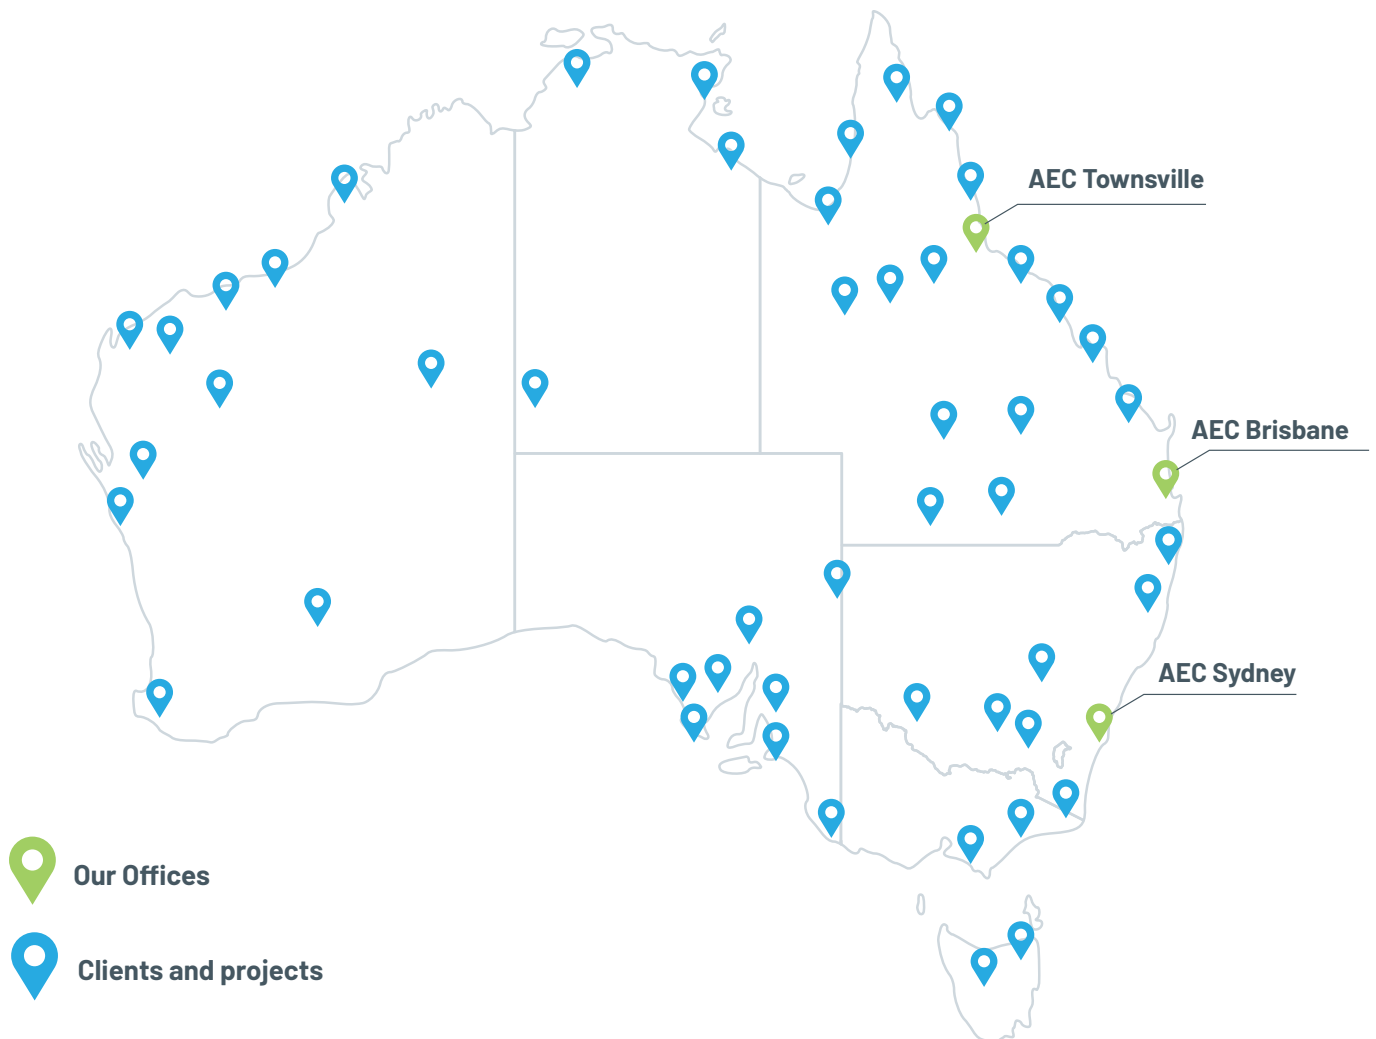 AEC Townsville
AEC Brisbane
AEC Sydney
Our Offices
Clients and projects